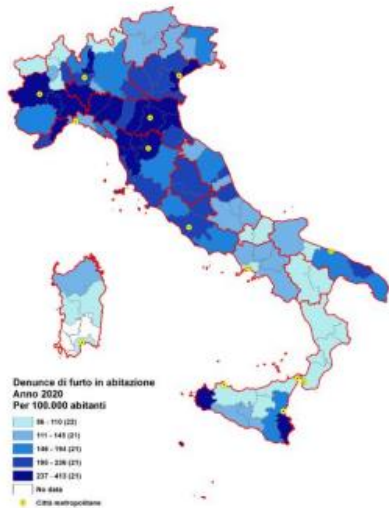 Denunce di furto in abitazione
Anno 2020
Per 100.000 abitanti
56 - 110 (22)
111 - 145 (21)
146 - 194 (21)
195 - 236 (21)
237 - 413 (21)
No data
Città metropolitane